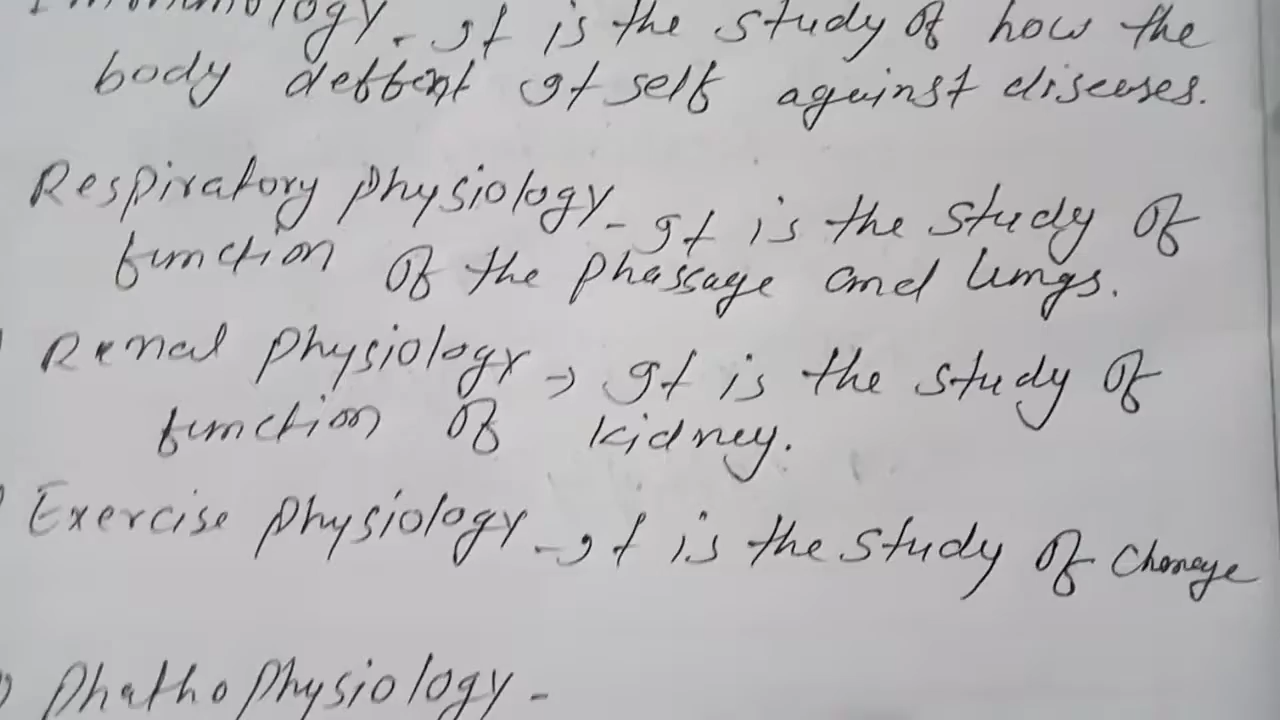 Immunology - It is the study of how the
body deffent It self against diseases.
Respiratory physiology - It is the study of
function of the phassage and lungs.
Renal physiology → It is the study of
function of kidney.
Exercise physiology - It is the study of change
Phatho physiology -